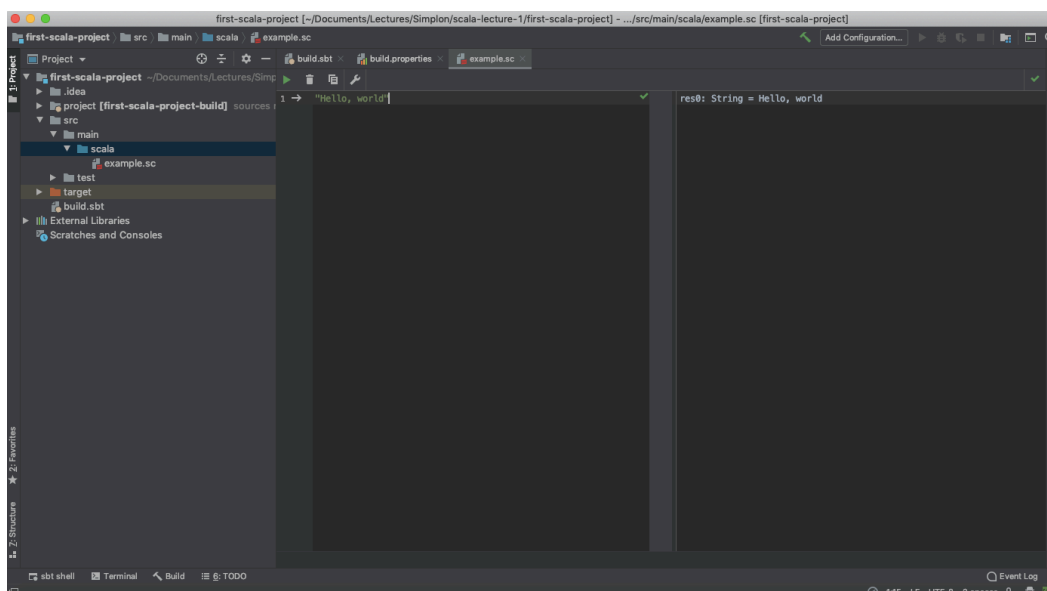 first-scala-project [~/Documents/Lectures/Simplon/scala-lecture-1/first-scala-project] - .../src/main/scala/example.sc [first-scala-project]
first-scala-project src main scala example.sc Add Configuration...
1: Project
Project build.sbt build.properties example.sc
first-scala-project ~/Documents/Lectures/Simp
.idea
project [first-scala-project-build] sources
src
main
scala
example.sc
test
target
build.sbt
External Libraries
Scratches and Consoles
1 "Hello, world" res0: String = Hello, world
2: Favorites
Z: Structure
sbt shell Terminal Build 6: TODO Event Log